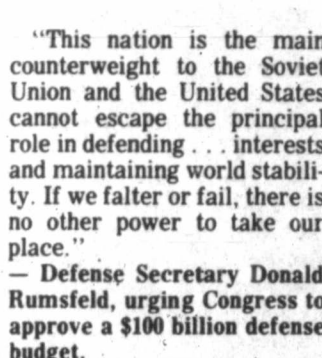 “This nation is the main
counterweight to the Soviet
Union and the United States
cannot escape the principal
role in defending . . . interests
and maintaining world stabili-
ty. If we falter or fail, there is
no other power to take our
place.”
— Defense Secretary Donald
Rumsfeld, urging Congress to
approve a $100 billion defense
budget.